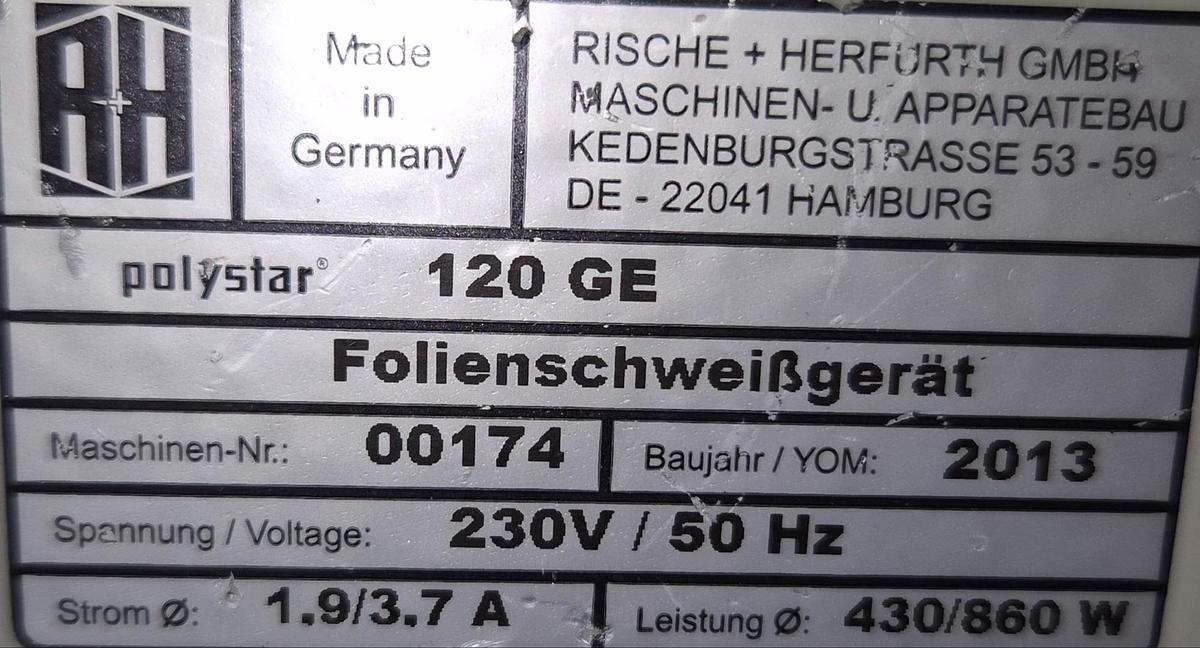 RH
Made
in
Germany
RISCHE + HERFURTH GMBH
MASCHINEN- U. APPARATEBAU
KEDENBURGSTRASSE 53 - 59
DE - 22041 HAMBURG
polystar® 120 GE
Folienschweißgerät
Maschinen-Nr.: 00174
Baujahr / YOM: 2013
Spannung / Voltage: 230V / 50 Hz
Strom Ø: 1.9/3.7 A
Leistung Ø: 430/860 W